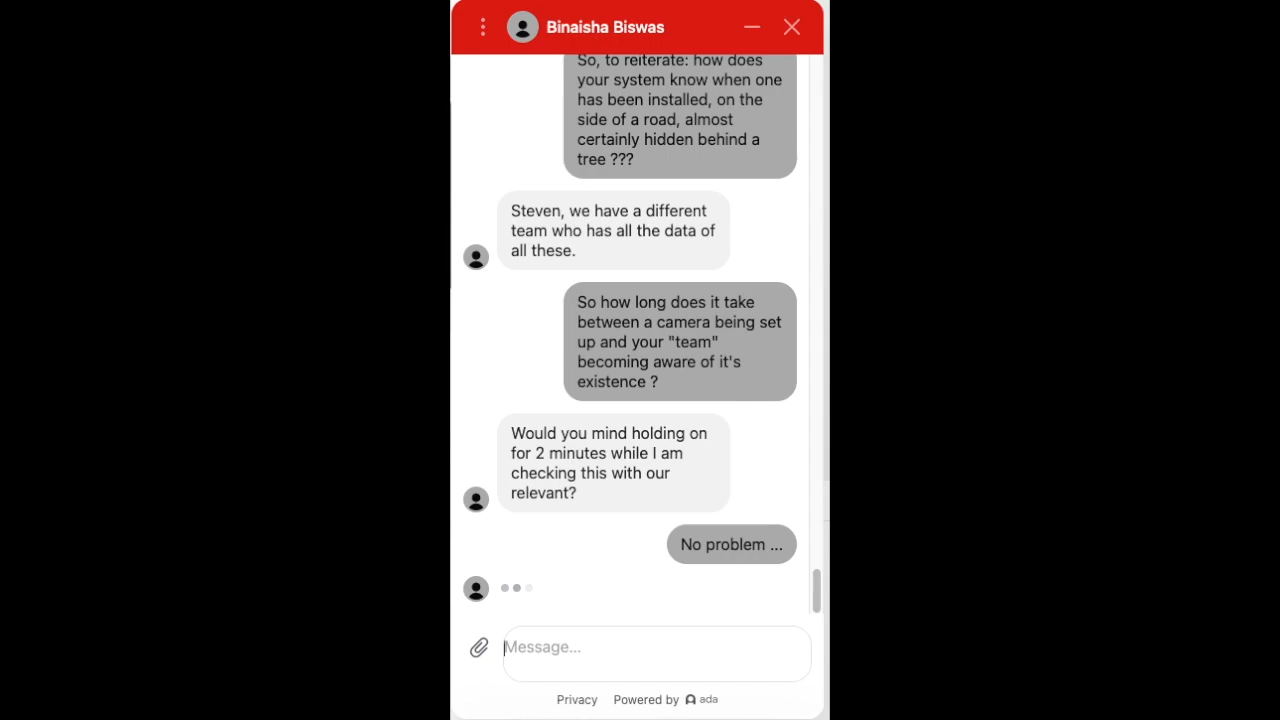 Binaisha Biswas
So, to reiterate: how does
your system know when one
has been installed, on the
side of a road, almost
certainly hidden behind a
tree ???
Steven, we have a different
team who has all the data of
all these.
So how long does it take
between a camera being set
up and your "team"
becoming aware of it's
existence ?
Would you mind holding on
for 2 minutes while I am
checking this with our
relevant?
No problem ...
Message...
Privacy Powered by ada